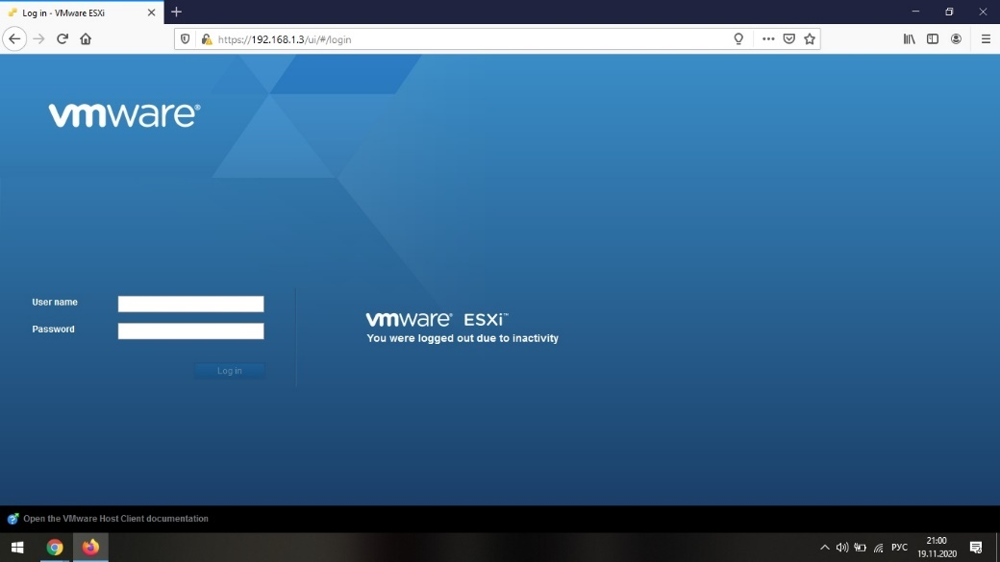 Log in - VMware ESXi
https://192.168.1.3/ui/#/login
vmware®
User name
Password
Log in
vmware® ESXi™
You were logged out due to inactivity
Open the VMware Host Client documentation
РУС
21:00
19.11.2020